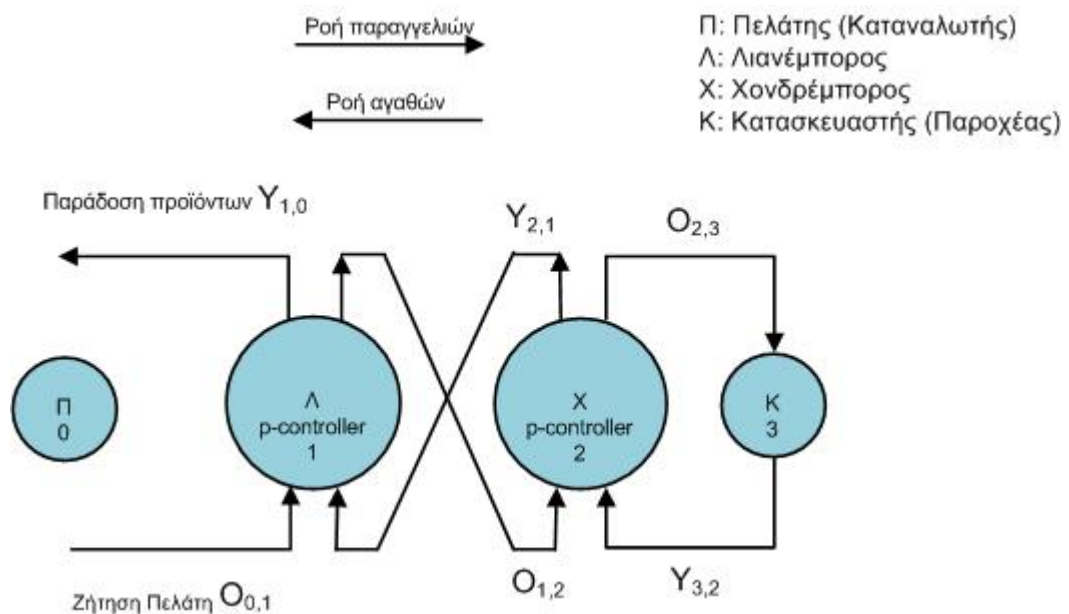 Ροή παραγγελιών
Ροή αγαθών
Π: Πελάτης (Καταναλωτής)
Λ: Λιανέμπορος
Χ: Χονδρέμπορος
Κ: Κατασκευαστής (Παροχέας)
Παράδοση προϊόντων Y1,0
Y2,1
O2,3
Π
0
Λ
p-controller
1
Χ
p-controller
2
Κ
3
Ζήτηση Πελάτη O0,1
O1,2
Y3,2